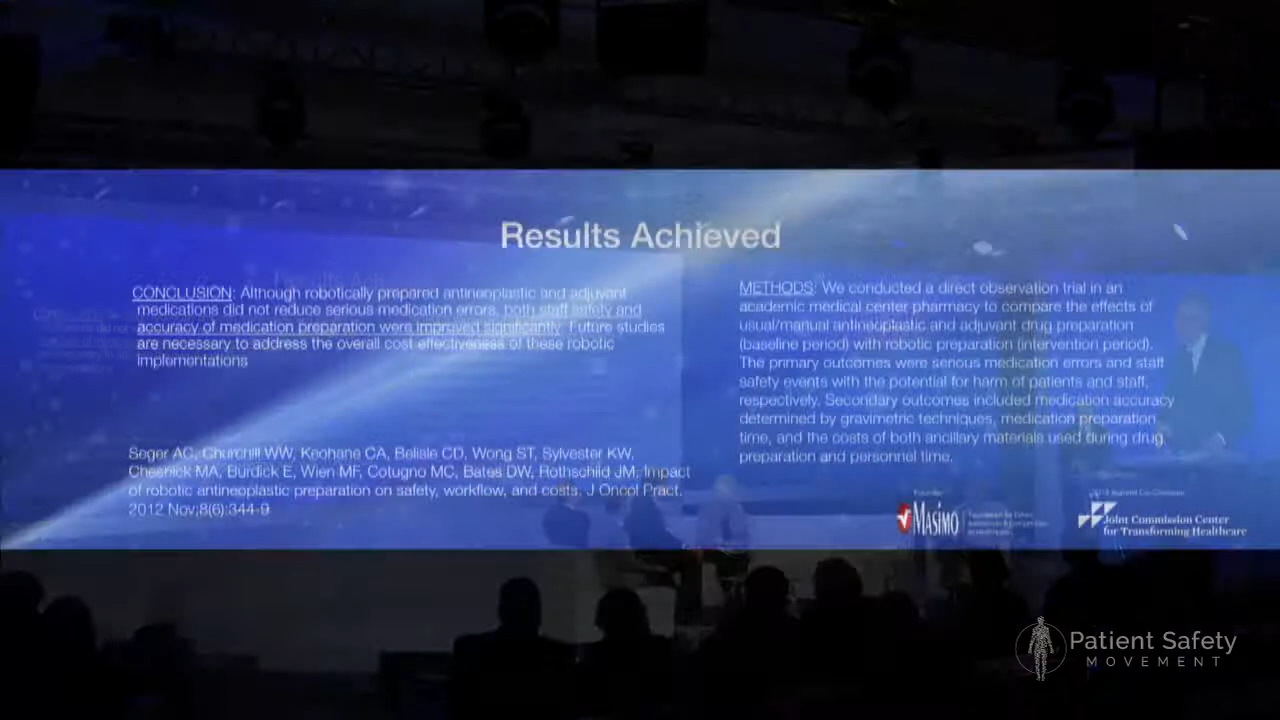 Results Achieved
CONCLUSION: Although robotically prepared antineoplastic and adjuvant
medications did not reduce serious medication errors, both staff safety and
accuracy of medication preparation were improved significantly. Future studies
are necessary to address the overall cost effectiveness of these robotic
implementations
Seger AC, Churchill WW, Keohane CA, Belisle CD, Wong ST, Sylvester KW,
Chesnick MA, Burdick E, Wien MF, Cotugno MC, Bates DW, Rothschild JM. Impact
of robotic antineoplastic preparation on safety, workflow, and costs. J Oncol Pract.
2012 Nov;8(6):344-9
METHODS: We conducted a direct observation trial in an
academic medical center pharmacy to compare the effects of
usual/manual antineoplastic and adjuvant drug preparation
(baseline period) with robotic preparation (intervention period).
The primary outcomes were serious medication errors and staff
safety events with the potential for harm of patients and staff,
respectively. Secondary outcomes included medication accuracy
determined by gravimetric techniques, medication preparation
time, and the costs of both ancillary materials used during drug
preparation and personnel time.
Founder
Masimo
Joint Commission Center
for Transforming Healthcare
Patient Safety
MOVEMENT